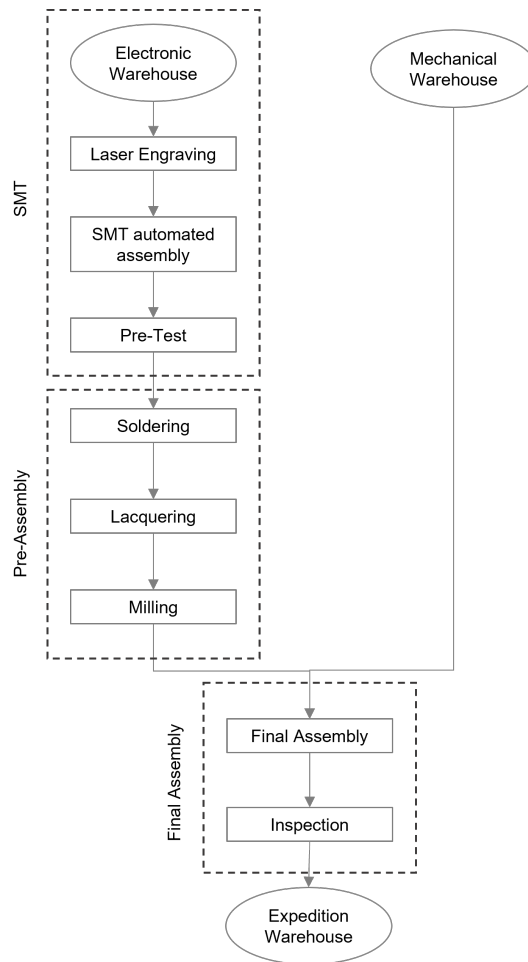 Electronic
Warehouse
Mechanical
Warehouse
SMT
Laser Engraving
SMT automated
assembly
Pre-Test
Pre-Assembly
Soldering
Lacquering
Milling
Final Assembly
Final Assembly
Inspection
Expedition
Warehouse